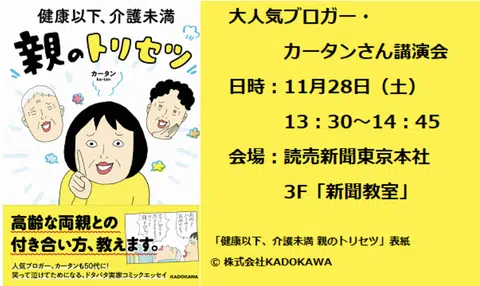 健康以下、介護未満
親のトリセツ
カータン
ka-tan
高齢な両親との
付き合い方、教えます。
人気ブロガー、カータンも50代に!
笑って泣けてためになる、ドタバタ実家コミックエッセイ
KADOKAWA
大人気ブロガー・
カータンさん講演会
日時：11月28日（土）
13：30～14：45
会場：読売新聞東京本社
3F「新聞教室」
「健康以下、介護未満 親のトリセツ」表紙
© 株式会社KADOKAWA